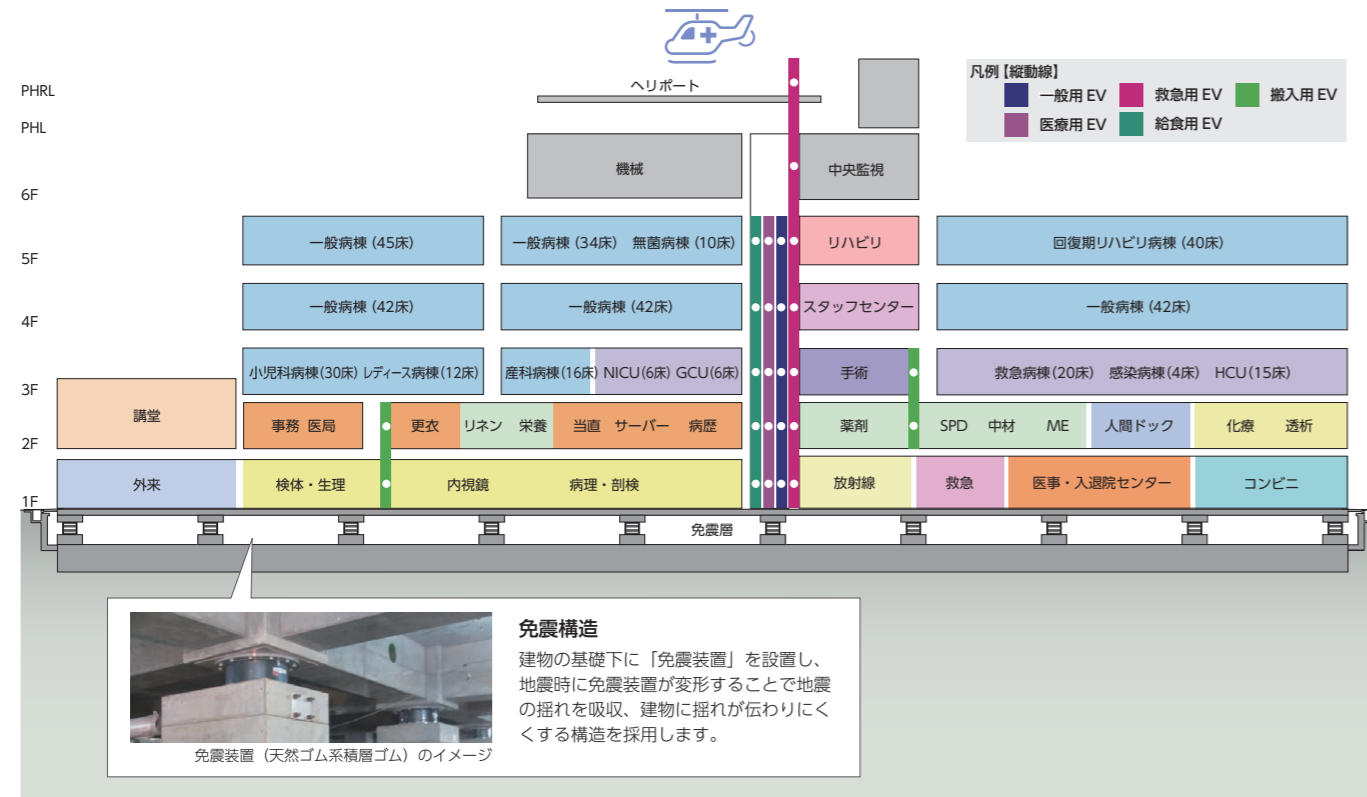 凡例【縦動線】
一般用 EV
救急用 EV
搬入用 EV
医療用 EV
給食用 EV
PHRL
ヘリポート
PHL
機械
中央監視
6F
一般病棟 (45床)
一般病棟 (34床) 無菌病棟 (10床)
リハビリ
回復期リハビリ病棟 (40床)
5F
一般病棟 (42床)
一般病棟 (42床)
スタッフセンター
一般病棟 (42床)
4F
小児科病棟(30床) レディース病棟(12床)
産科病棟(16床) NICU(6床) GCU(6床)
手術
救急病棟(20床) 感染病棟(4床) HCU(15床)
3F
講堂
事務 医局
更衣
リネン 栄養
当直 サーバー 病歴
薬剤
SPD 中材 ME
人間ドック
化療 透析
2F
外来
検体・生理
内視鏡
病理・剖検
放射線
救急
医事・入退院センター
コンビニ
1F
免震層
免震構造
建物の基礎下に「免震装置」を設置し、
地震時に免震装置が変形することで地震
の揺れを吸収、建物に揺れが伝わりにく
くする構造を採用します。
免震装置（天然ゴム系積層ゴム）のイメージ